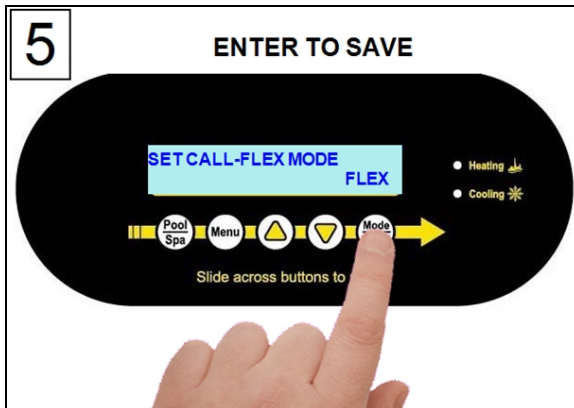 5
ENTER TO SAVE
SET CALL-FLEX MODE
FLEX
Heating
Cooling
Pool
Spa
Menu
Mode
Slide across buttons to